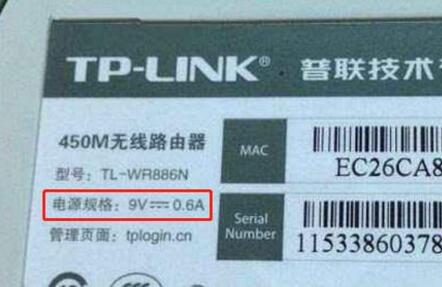 TP-LINK® 普联技术
450M无线路由器
型号：TL-WR886N
电源规格：9V⎓0.6A
管理页面：tplogin.cn
MAC
EC26CA8
Serial
Number
11533860378